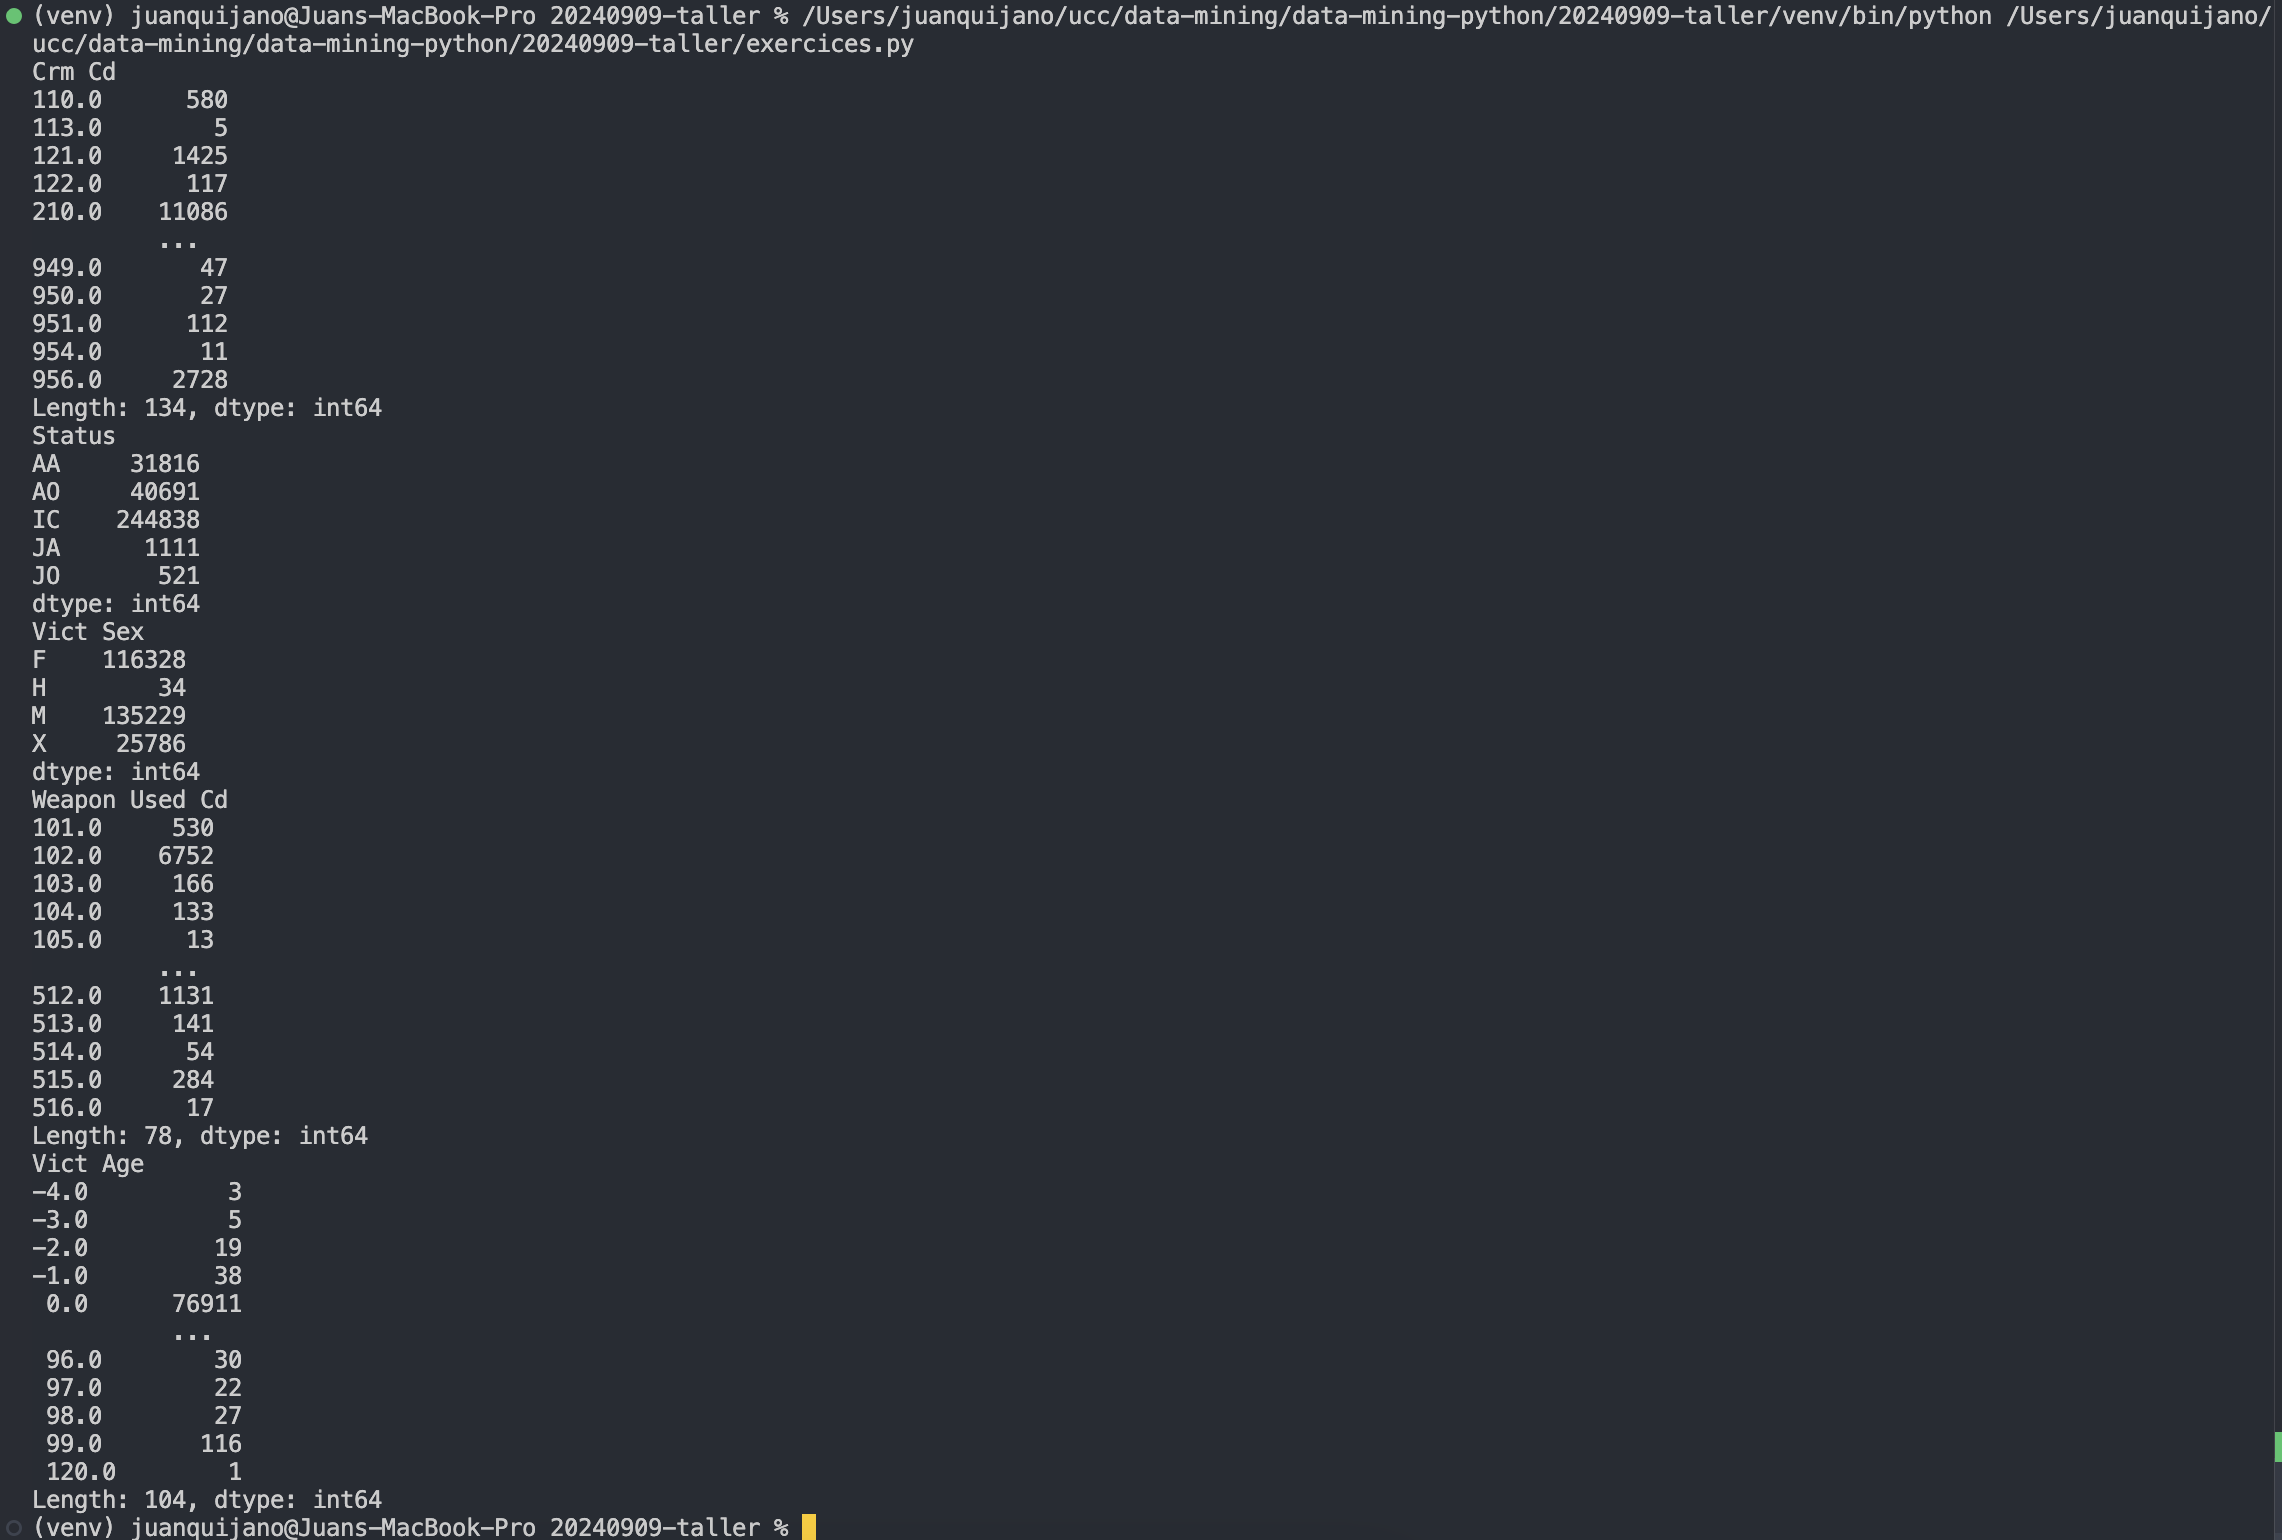 (venv) juanquijano@Juans-MacBook-Pro 20240909-taller % /Users/juanquijano/ucc/data-mining/data-mining-python/20240909-taller/venv/bin/python /Users/juanquijano/
ucc/data-mining/data-mining-python/20240909-taller/exercices.py
Crm Cd
110.0      580
113.0        5
121.0     1425
122.0      117
210.0    11086
         ...
949.0       47
950.0       27
951.0      112
954.0       11
956.0     2728
Length: 134, dtype: int64
Status
AA     31816
AO     40691
IC    244838
JA      1111
JO       521
dtype: int64
Vict Sex
F    116328
H        34
M    135229
X     25786
dtype: int64
Weapon Used Cd
101.0     530
102.0    6752
103.0     166
104.0     133
105.0      13
         ...
512.0    1131
513.0     141
514.0      54
515.0     284
516.0      17
Length: 78, dtype: int64
Vict Age
-4.0          3
-3.0          5
-2.0         19
-1.0         38
 0.0      76911
          ...
 96.0        30
 97.0        22
 98.0        27
 99.0       116
 120.0        1
Length: 104, dtype: int64
(venv) juanquijano@Juans-MacBook-Pro 20240909-taller %